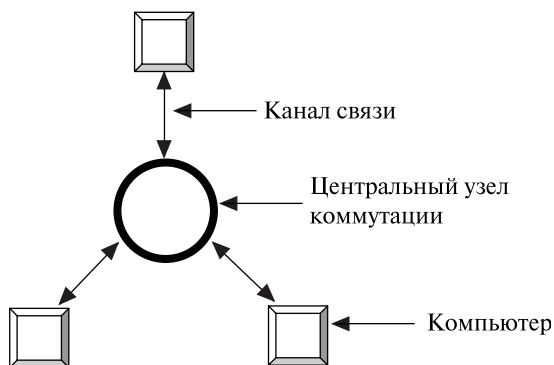 Канал связи
Центральный узел
коммутации
Компьютер